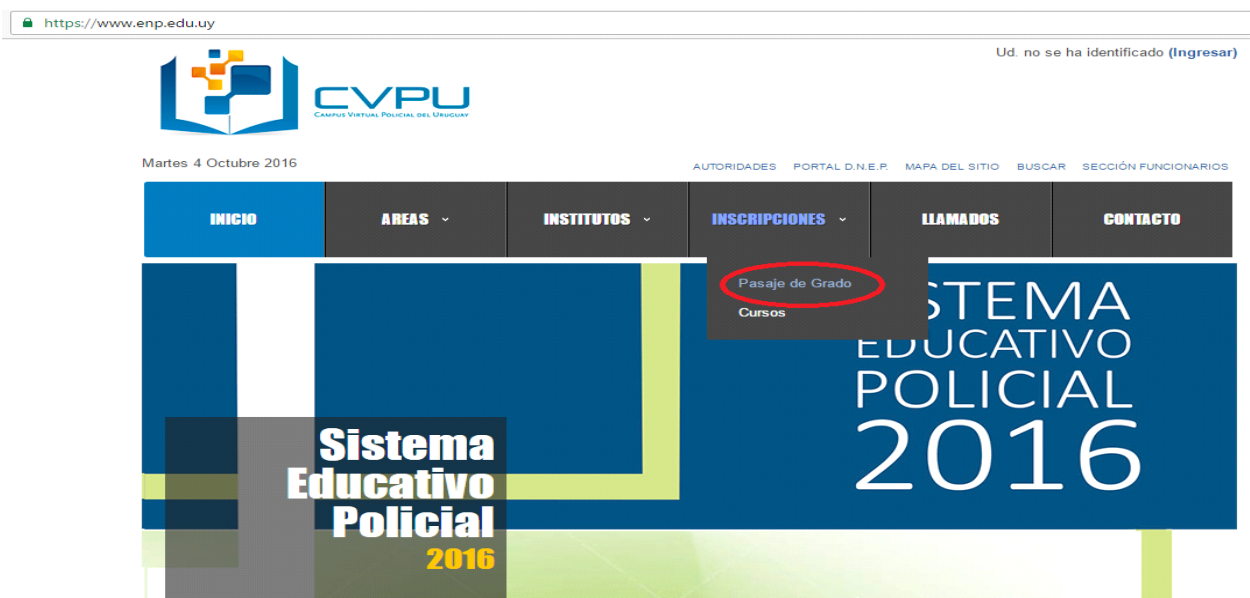 https://www.enp.edu.uy
Ud. no se ha identificado (Ingresar)
CVPU
CAMPUS VIRTUAL POLICIAL DEL URUGUAY
Martes 4 Octubre 2016
AUTORIDADES PORTAL D.N.E.P. MAPA DEL SITIO BUSCAR SECCIÓN FUNCIONARIOS
INICIO AREAS INSTITUTOS INSCRIPCIONES LLAMADOS CONTACTO
Pasaje de Grado
Cursos
STEMA
EDUCATIVO
POLICIAL
2016
Sistema
Educativo
Policial
2016